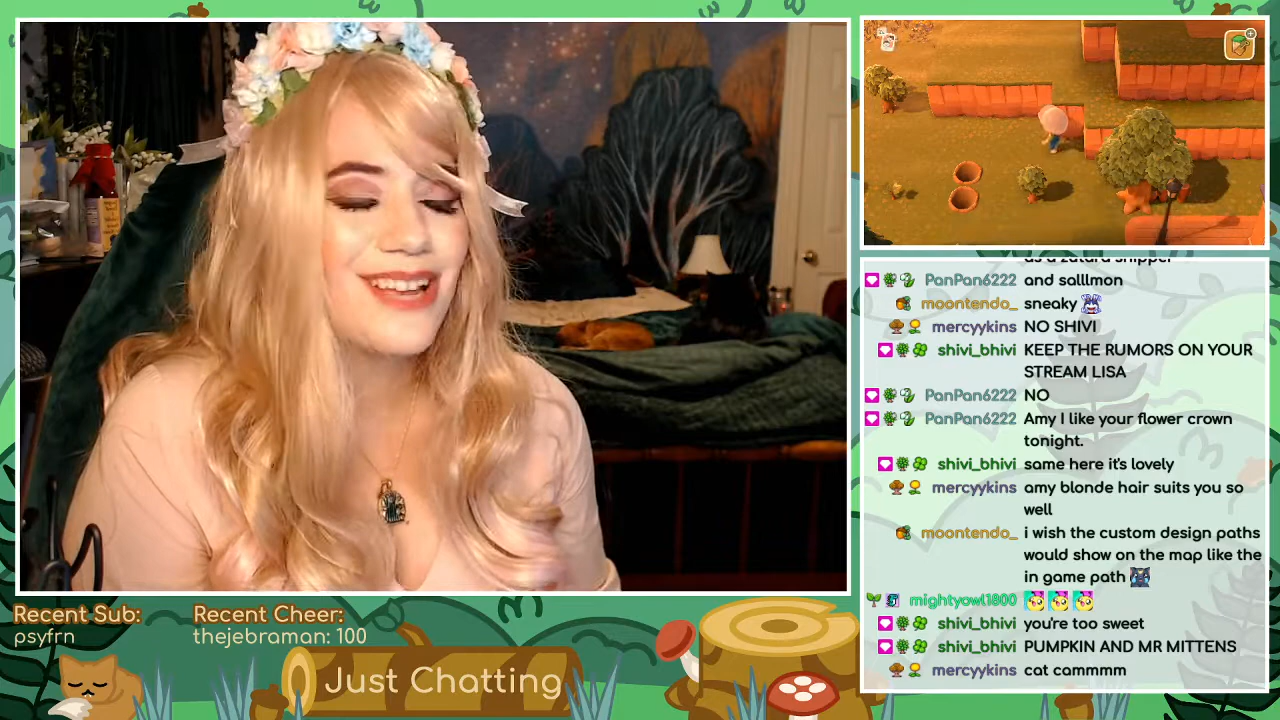 PanPan6222 and salllmon
moontendo_ sneaky
mercyykins NO SHIVI
shivi_bhivi KEEP THE RUMORS ON YOUR
STREAM LISA
PanPan6222 NO
PanPan6222 Amy I like your flower crown
tonight.
shivi_bhivi same here it's lovely
mercyykins amy blonde hair suits you so
well
moontendo_ i wish the custom design paths
would show on the map like the
in game path
mightyowl1800
shivi_bhivi you're too sweet
shivi_bhivi PUMPKIN AND MR MITTENS
mercyykins cat cammmm
Recent Sub:
psyfrn
Recent Cheer:
thejebraman: 100
Just Chatting